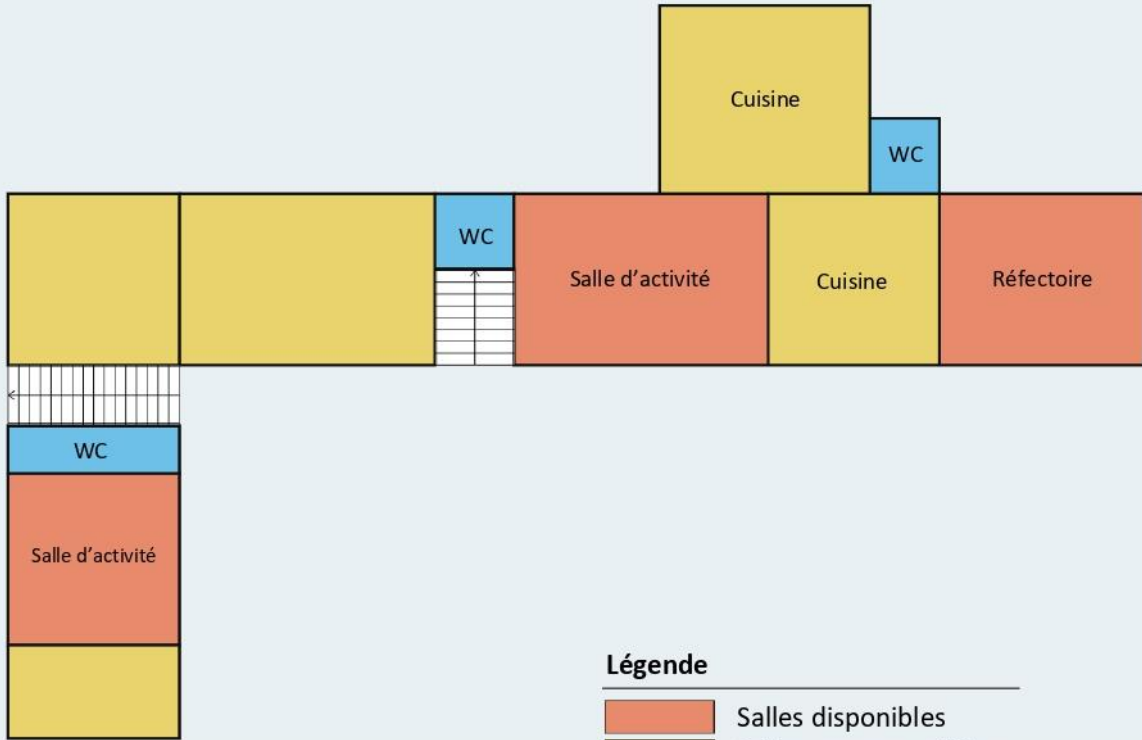 Cuisine
WC
WC
Salle d’activité
Cuisine
Réfectoire
WC
Salle d’activité
Légende
Salles disponibles